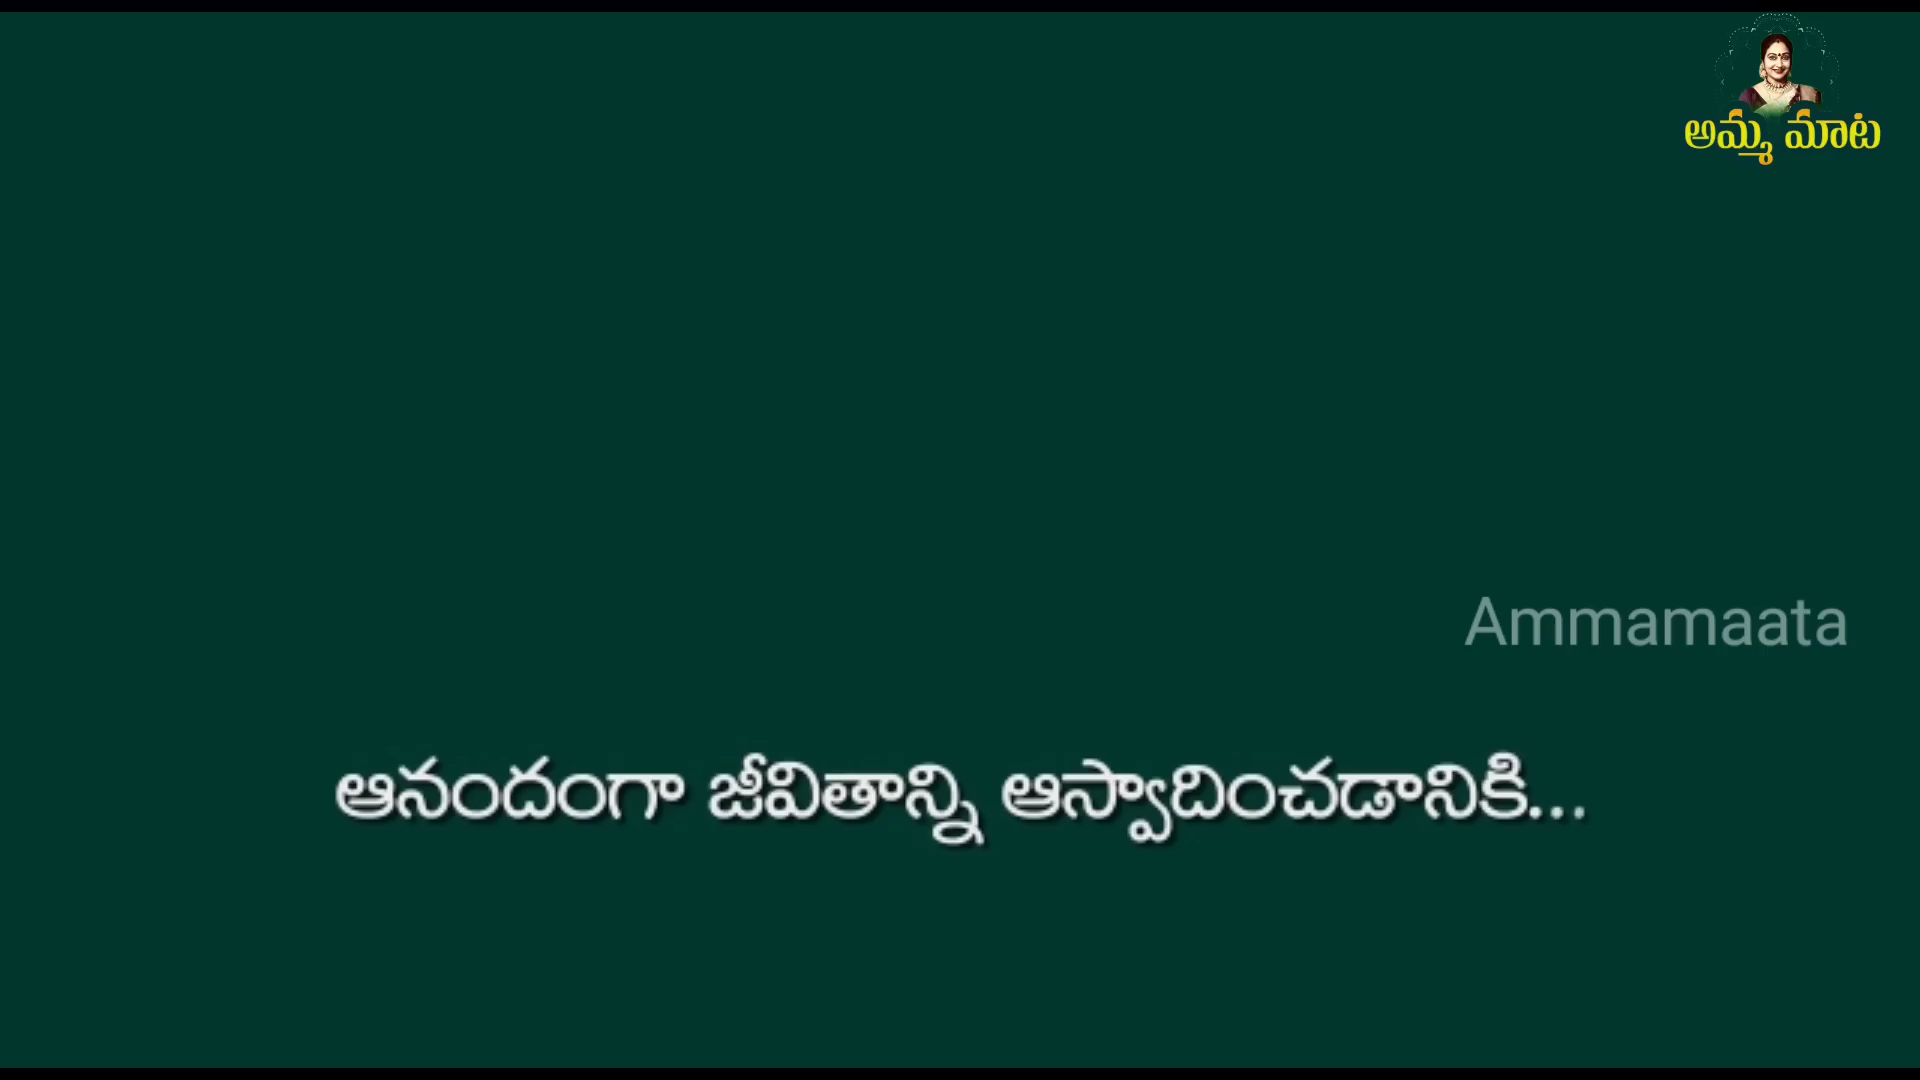 అమ్మ మాట
Ammamaata
ఆనందంగా జీవితాన్ని ఆస్వాదించడానికి...